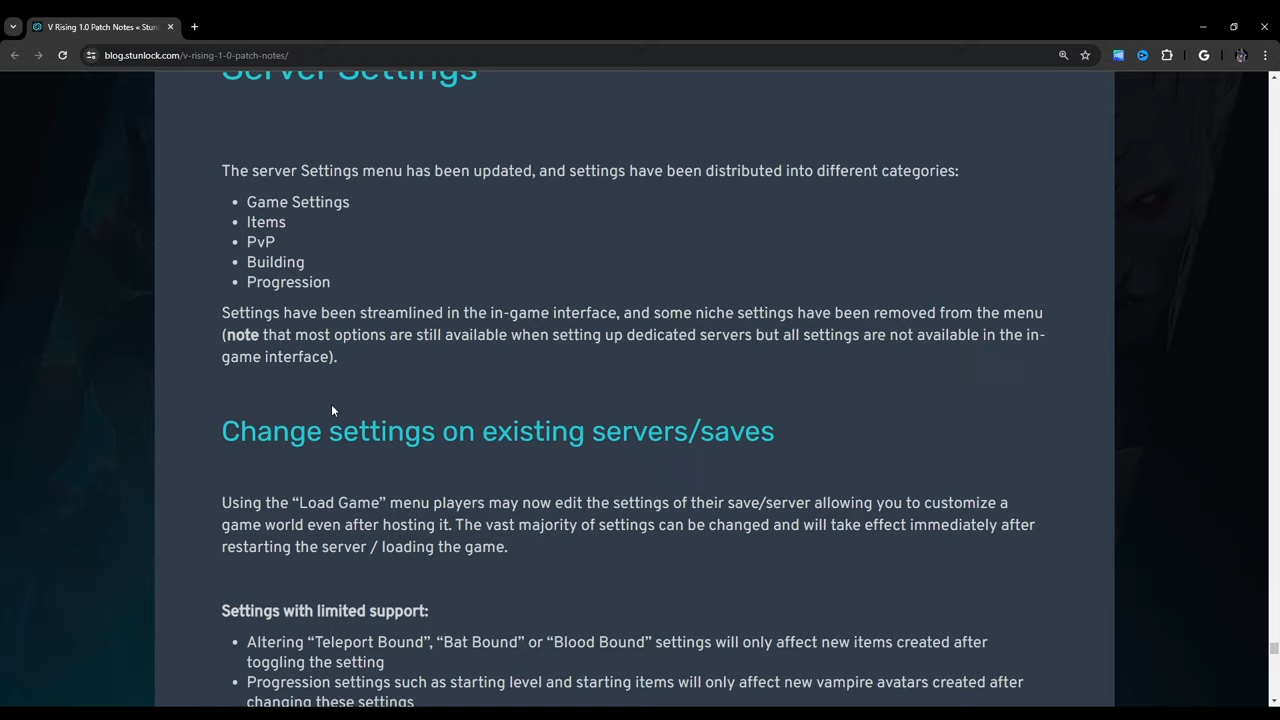 V Rising 1.0 Patch Notes « Stun
blog.stunlock.com/v-rising-1-0-patch-notes/
Server Settings
The server Settings menu has been updated, and settings have been distributed into different categories:
• Game Settings
• Items
• PvP
• Building
• Progression
Settings have been streamlined in the in-game interface, and some niche settings have been removed from the menu
(note that most options are still available when setting up dedicated servers but all settings are not available in the in-
game interface).
Change settings on existing servers/saves
Using the “Load Game” menu players may now edit the settings of their save/server allowing you to customize a
game world even after hosting it. The vast majority of settings can be changed and will take effect immediately after
restarting the server / loading the game.
Settings with limited support:
• Altering “Teleport Bound”, “Bat Bound” or “Blood Bound” settings will only affect new items created after
toggling the setting
• Progression settings such as starting level and starting items will only affect new vampire avatars created after
changing these settings